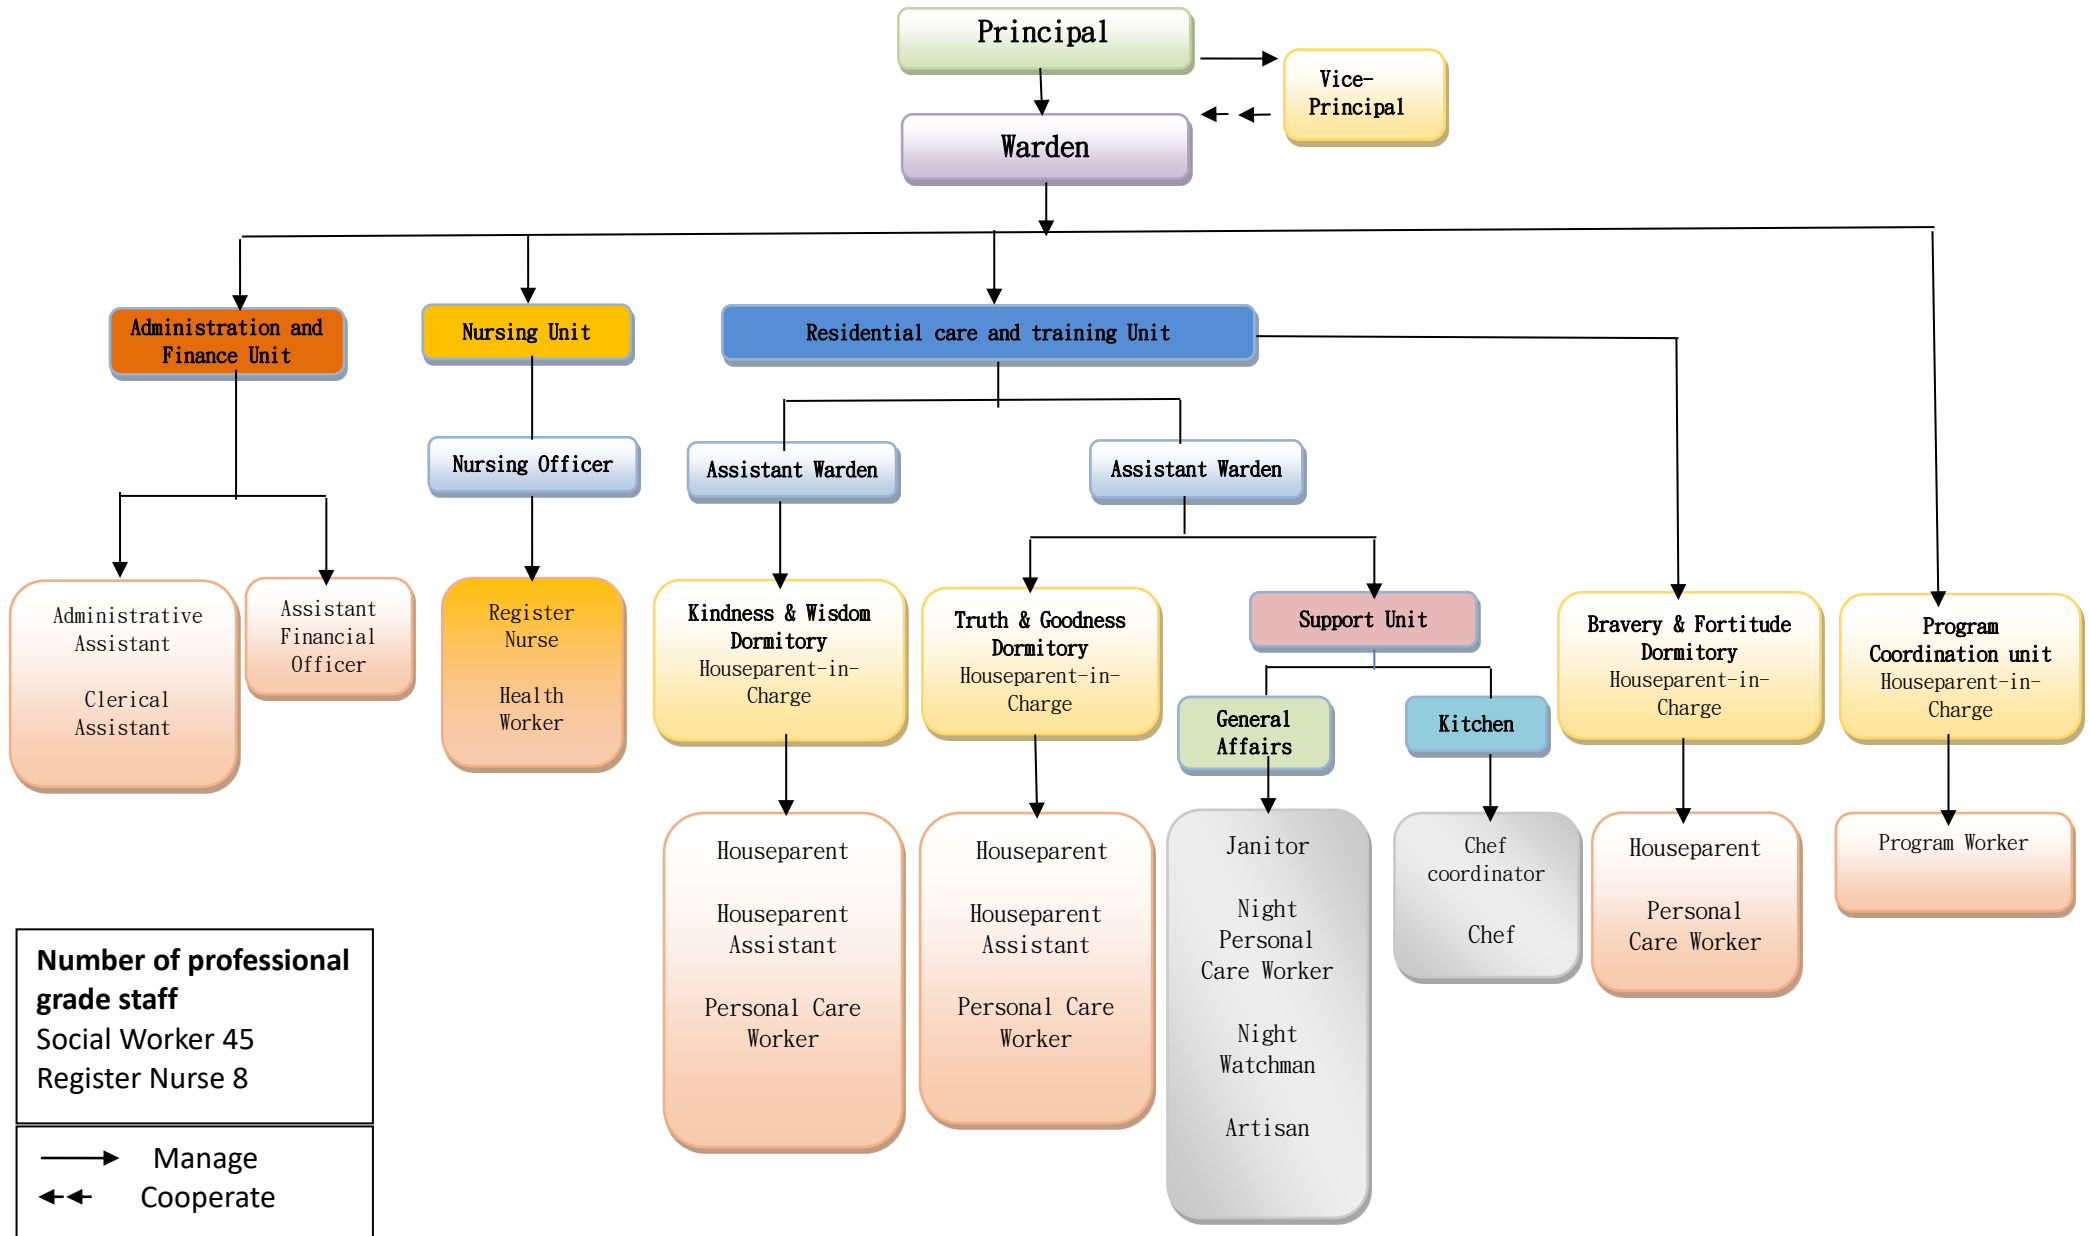 Principal
Vice-
Principal
Warden
Administration and
Finance Unit
Nursing Unit
Residential care and training Unit
Nursing Officer
Assistant Warden
Assistant Warden
Administrative
Assistant
Clerical
Assistant
Assistant
Financial
Officer
Register
Nurse
Health
Worker
Kindness & Wisdom
Dormitory
Houseparent-in-
Charge
Truth & Goodness
Dormitory
Houseparent-in-
Charge
Support Unit
General
Affairs
Kitchen
Bravery & Fortitude
Dormitory
Houseparent-in-
Charge
Program
Coordination unit
Houseparent-in-
Charge
Houseparent
Houseparent
Assistant
Personal Care
Worker
Houseparent
Houseparent
Assistant
Personal Care
Worker
Janitor
Night
Personal
Care Worker
Night
Watchman
Artisan
Chef
coordinator
Chef
Houseparent
Personal
Care Worker
Program Worker
Number of professional
grade staff
Social Worker 45
Register Nurse 8
Manage
Cooperate